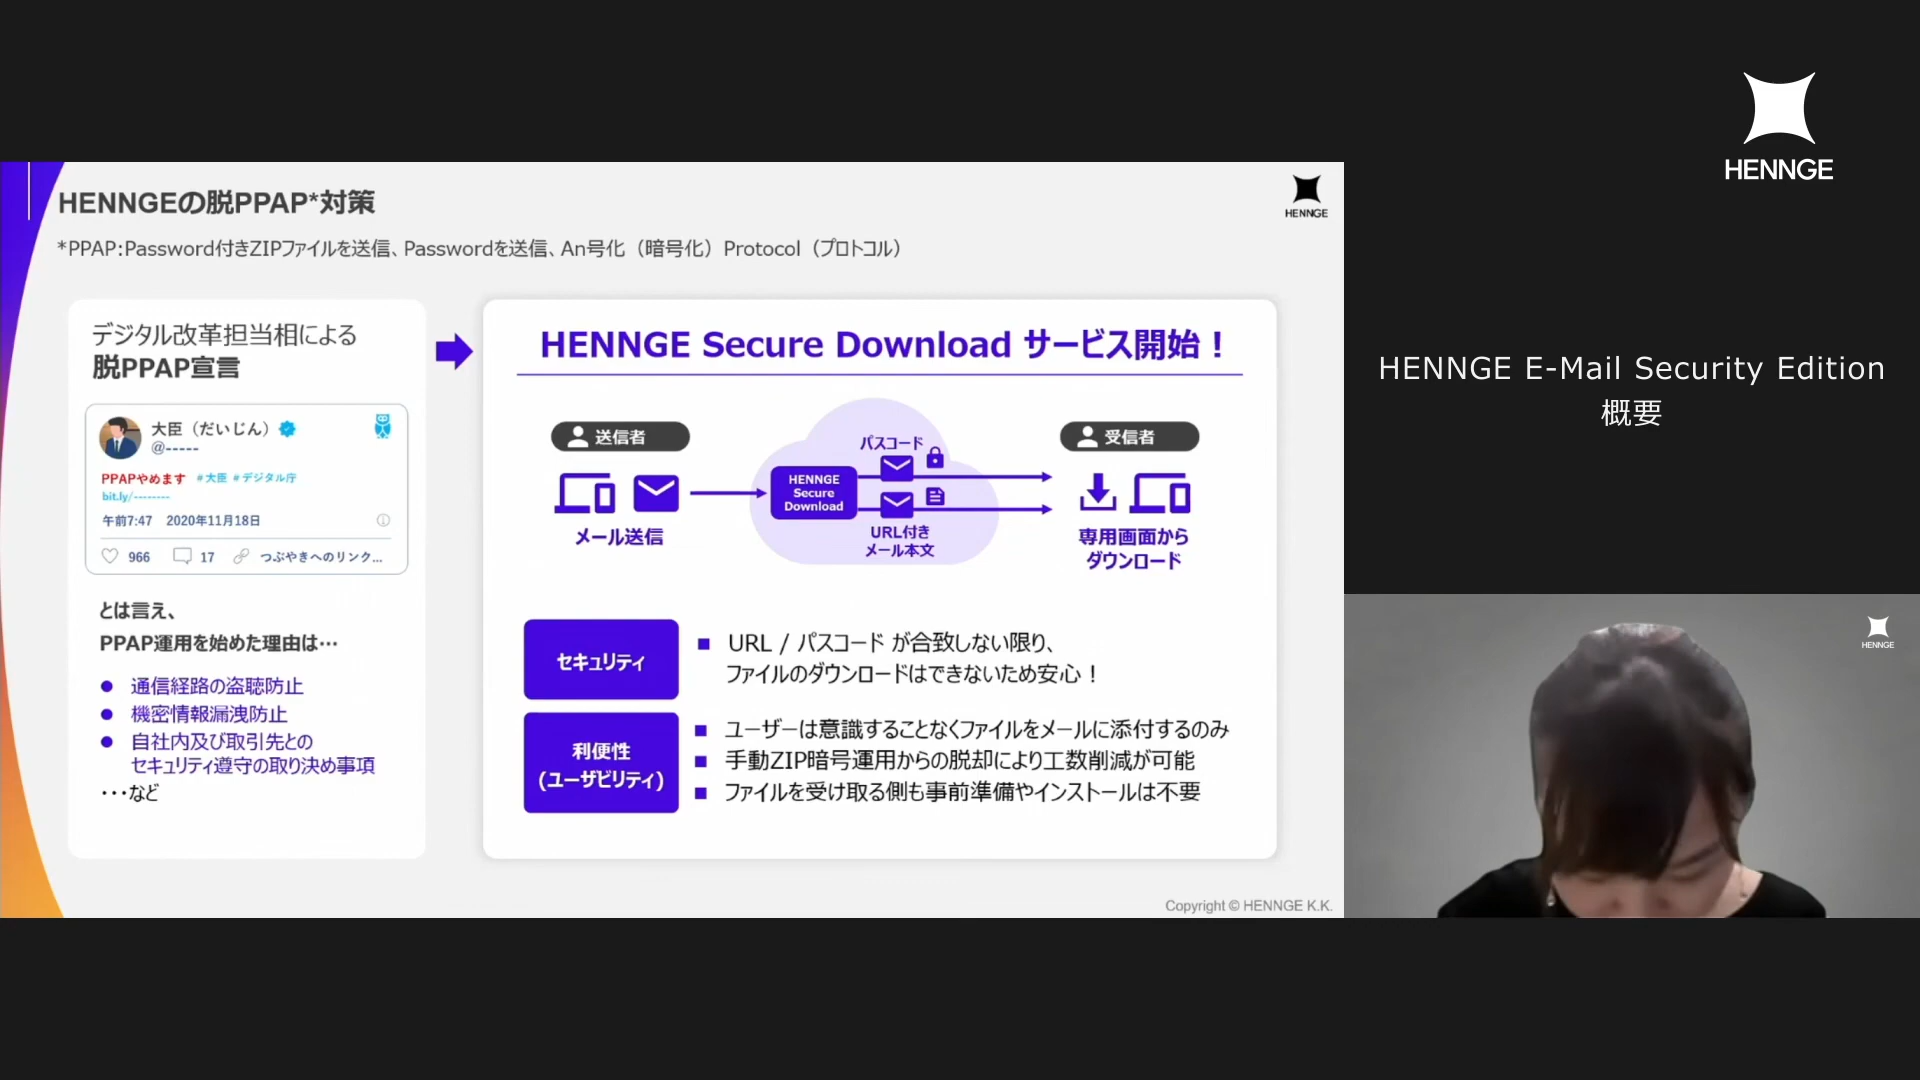 HENNGEの脱PPAP*対策
HENNGE
*PPAP:Password付きZIPファイルを送信、Passwordを送信、An号化（暗号化）Protocol（プロトコル）
デジタル改革担当相による
脱PPAP宣言
大臣（だいじん）
@-----
PPAPやめます #大臣 #デジタル庁
bit.ly/--------
午前7:47 2020年11月18日
966 17 つぶやきへのリンク...
とは言え、
PPAP運用を始めた理由は…
● 通信経路の盗聴防止
● 機密情報漏洩防止
● 自社内及び取引先との
セキュリティ遵守の取り決め事項
･･･など
HENNGE Secure Download サービス開始！
送信者
メール送信
パスコード
HENNGE
Secure
Download
URL付き
メール本文
受信者
専用画面から
ダウンロード
セキュリティ
■ URL / パスコード が合致しない限り、
ファイルのダウンロードはできないため安心！
利便性
(ユーザビリティ)
■ ユーザーは意識することなくファイルをメールに添付するのみ
■ 手動ZIP暗号運用からの脱却により工数削減が可能
■ ファイルを受け取る側も事前準備やインストールは不要
Copyright © HENNGE K.K.
HENNGE
HENNGE E-Mail Security Edition
概要
HENNGE